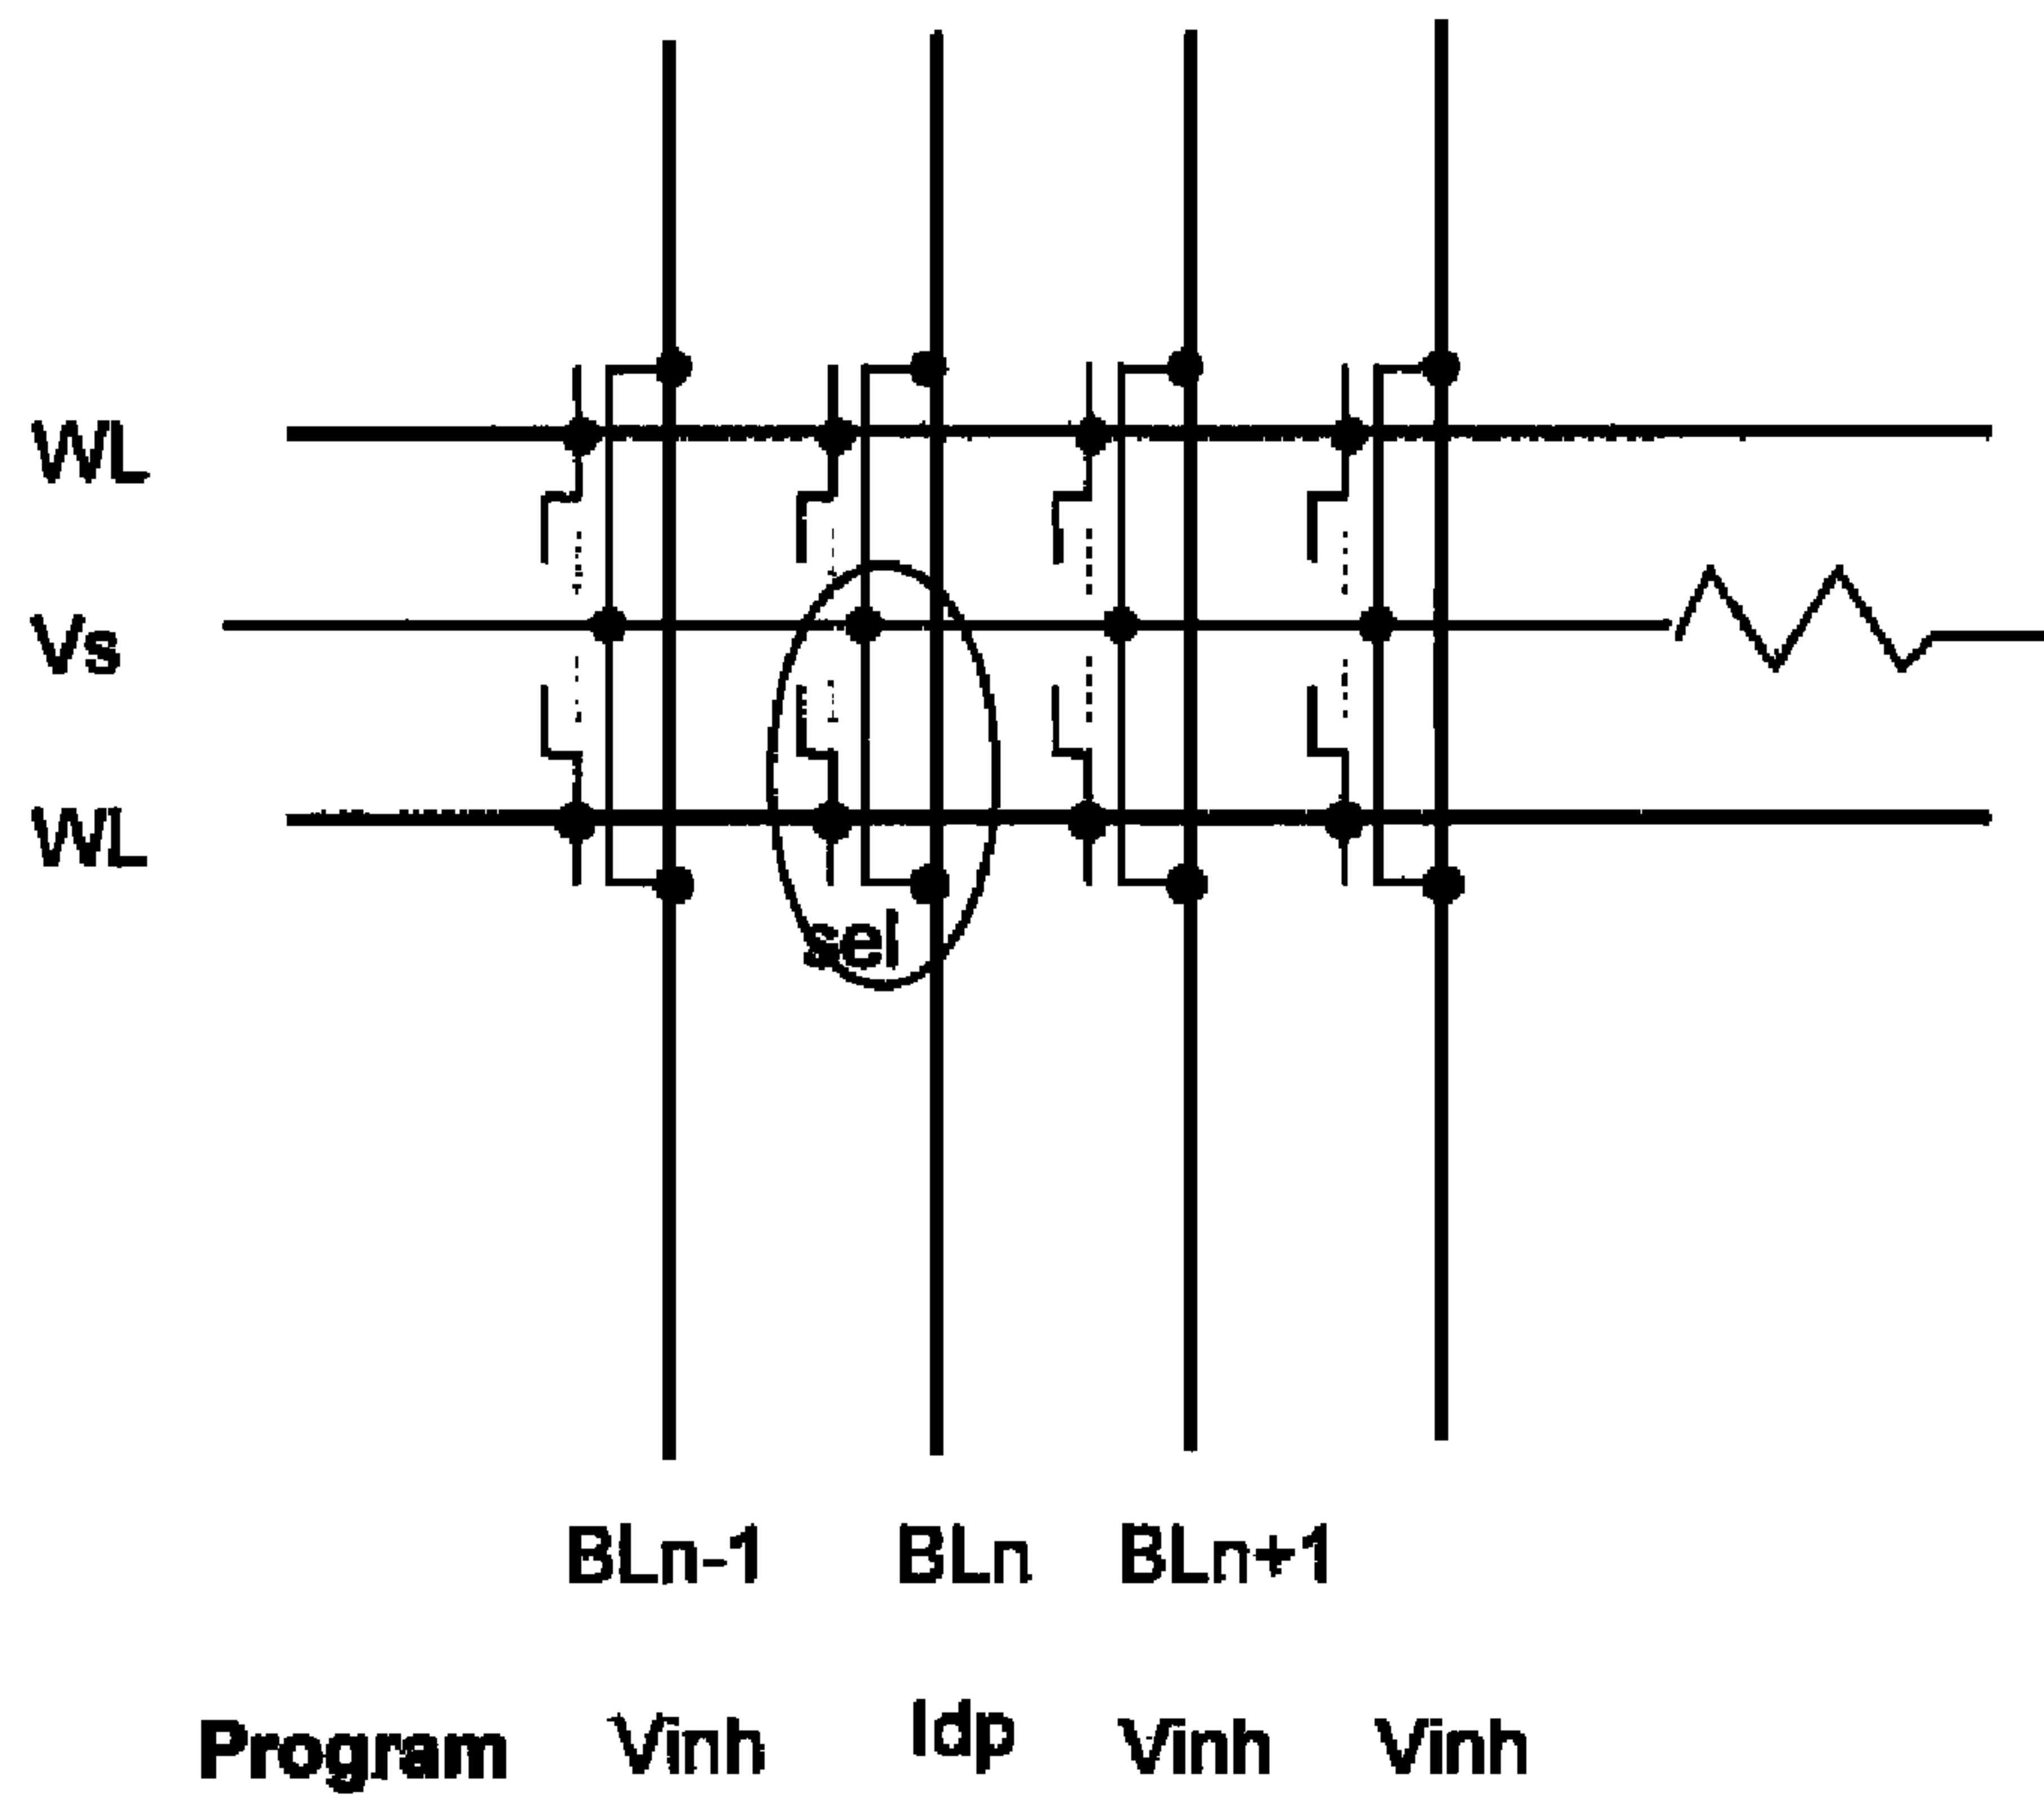 WL
Vs
WL
sel
BLn-1 BLn BLn+1
Program Vinh Idp Vinh Vinh